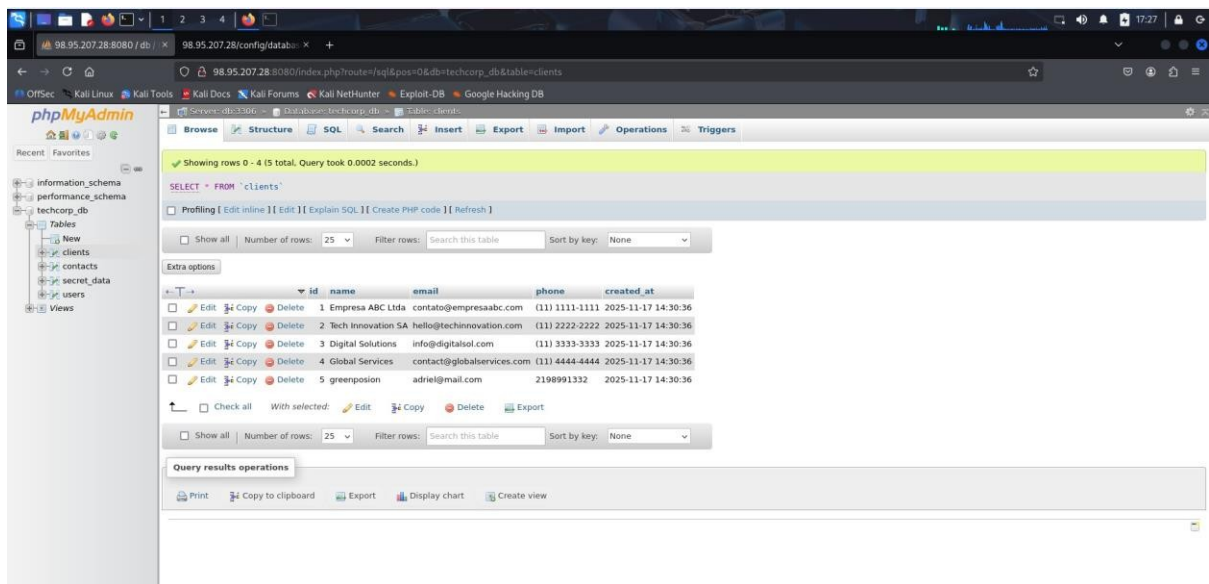 1 2 3 4
17:27
98.95.207.28:8080 / db /
98.95.207.28/config/databas
98.95.207.28:8080/index.php?route=/sql&pos=0&db=techcorp_db&table=clients
OffSec Kali Linux Kali Tools Kali Docs Kali Forums Kali NetHunter Exploit-DB Google Hacking DB
phpMyAdmin
Recent Favorites
information_schema
performance_schema
techcorp_db
Tables
New
clients
contacts
secret_data
users
Views
Server: db:3306 » Database: techcorp_db » Table: clients
Browse Structure SQL Search Insert Export Import Operations Triggers
Showing rows 0 - 4 (5 total, Query took 0.0002 seconds.)
SELECT * FROM `clients`
Profiling [ Edit inline ] [ Edit ] [ Explain SQL ] [ Create PHP code ] [ Refresh ]
Show all | Number of rows: 25 Filter rows: Search this table Sort by key: None
Extra options
id name email phone created_at
Edit Copy Delete 1 Empresa ABC Ltda contato@empresaabc.com (11) 1111-1111 2025-11-17 14:30:36
Edit Copy Delete 2 Tech Innovation SA hello@techinnovation.com (11) 2222-2222 2025-11-17 14:30:36
Edit Copy Delete 3 Digital Solutions info@digitalsol.com (11) 3333-3333 2025-11-17 14:30:36
Edit Copy Delete 4 Global Services contact@globalservices.com (11) 4444-4444 2025-11-17 14:30:36
Edit Copy Delete 5 greenposion adriel@mail.com 2198991332 2025-11-17 14:30:36
Check all With selected: Edit Copy Delete Export
Show all | Number of rows: 25 Filter rows: Search this table Sort by key: None
Query results operations
Print Copy to clipboard Export Display chart Create view